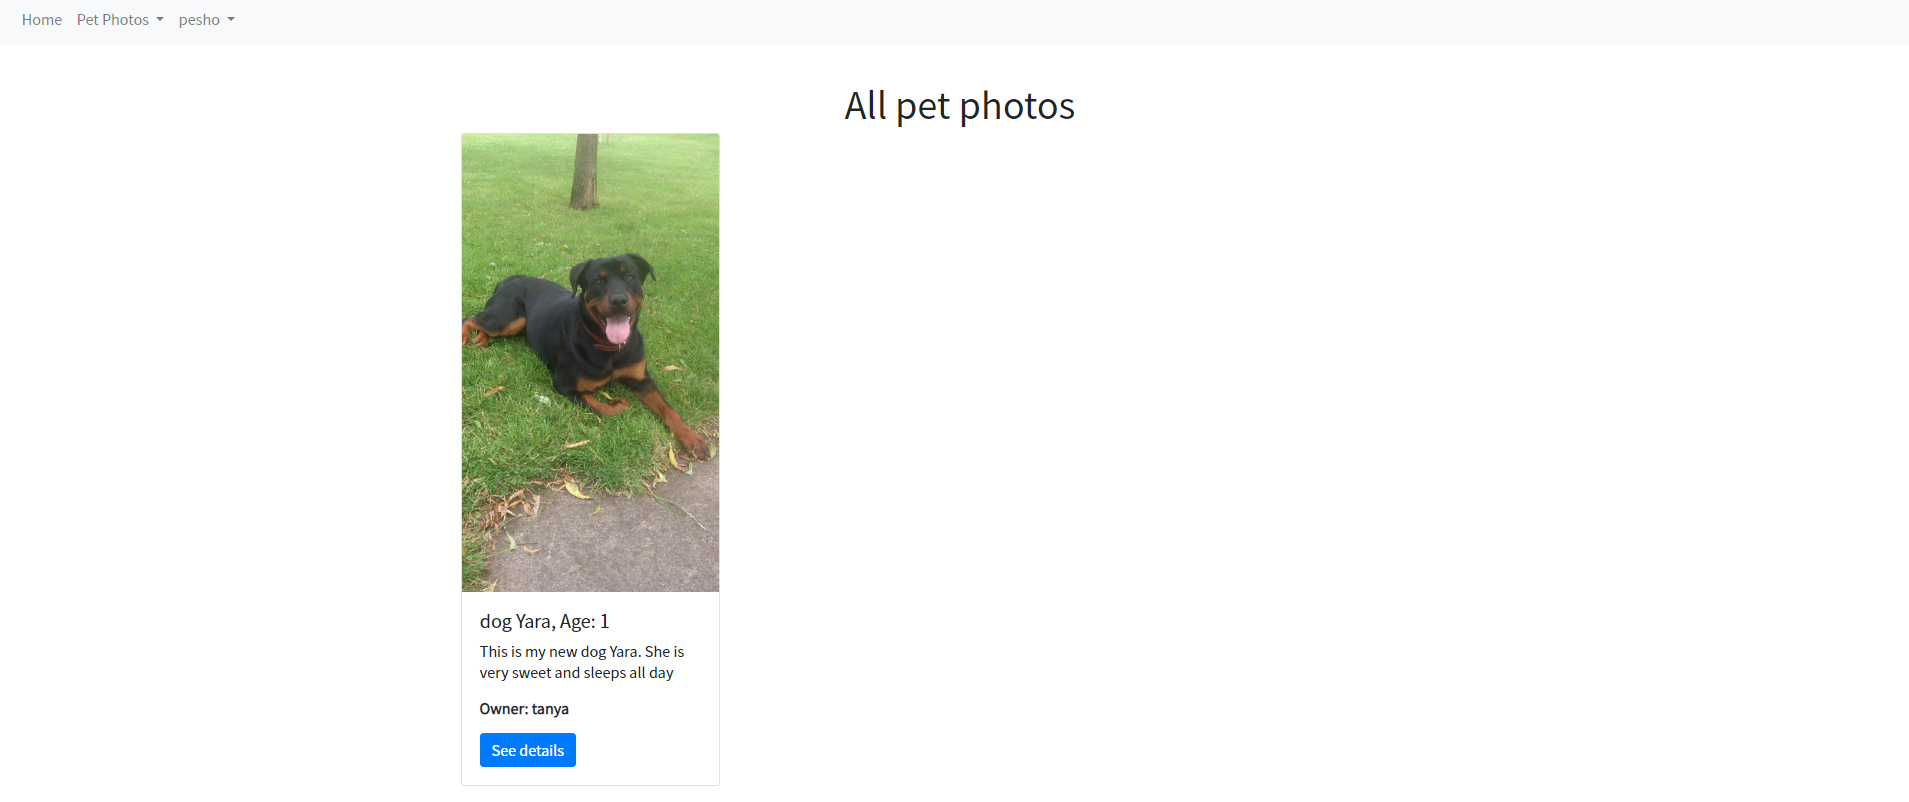 Home Pet Photos pesho
All pet photos
dog Yara, Age: 1
This is my new dog Yara. She is
very sweet and sleeps all day
Owner: tanya
See details